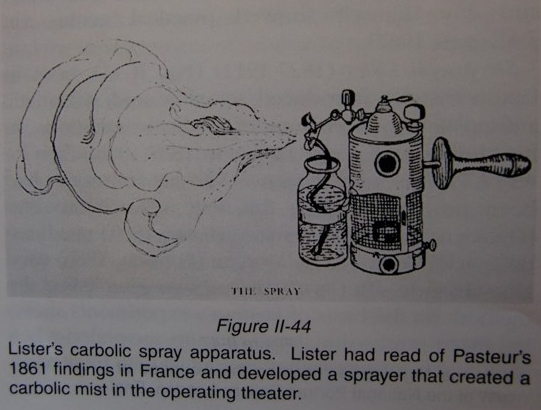 THE SPRAY
Figure II-44
Lister's carbolic spray apparatus. Lister had read of Pasteur's
1861 findings in France and developed a sprayer that created a
carbolic mist in the operating theater.